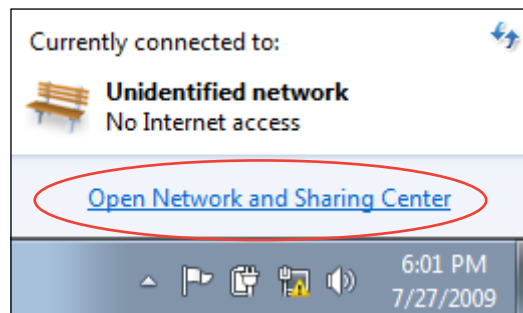 Currently connected to:
Unidentified network
No Internet access
Open Network and Sharing Center
6:01 PM
7/27/2009